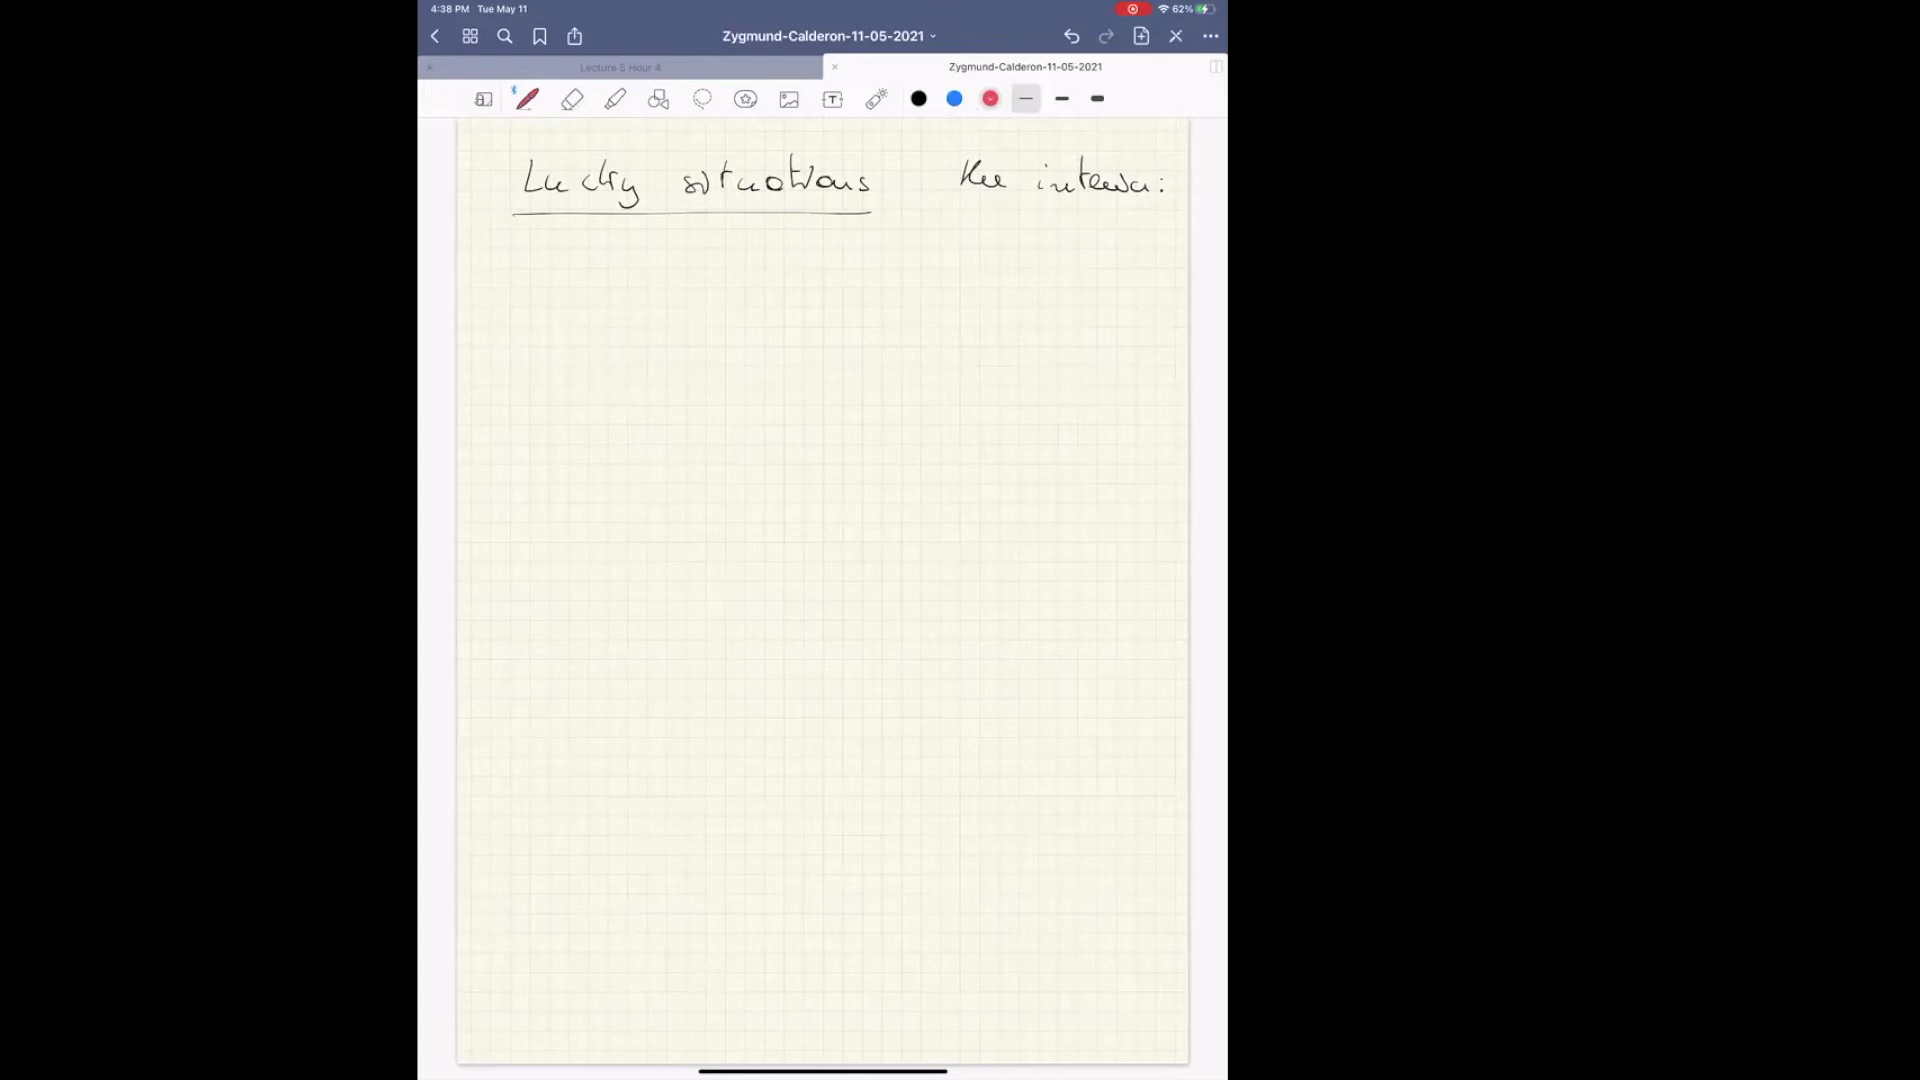 4:38 PM Tue May 11 62%
Zygmund-Calderon-11-05-2021
Lecture 5 Hour 4 Zygmund-Calderon-11-05-2021
T
Lucky situations